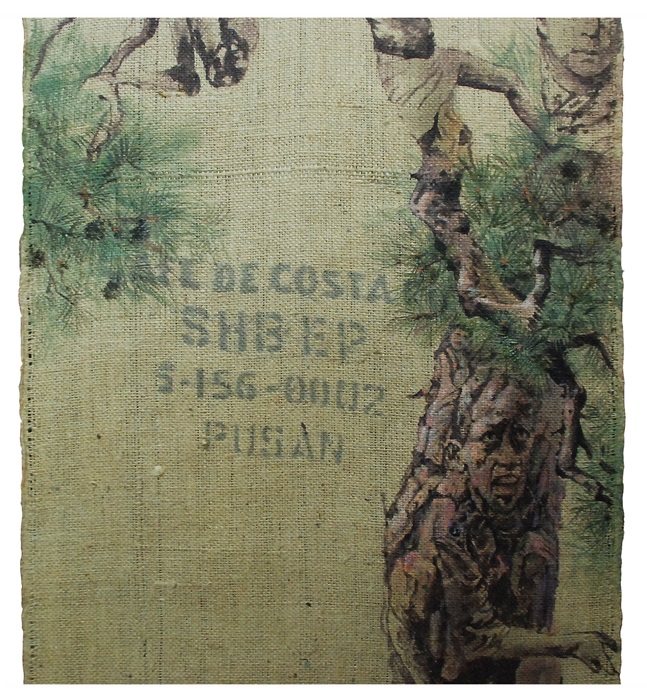 DE COSTA
SHB EP
5-156-0002
PUSAN